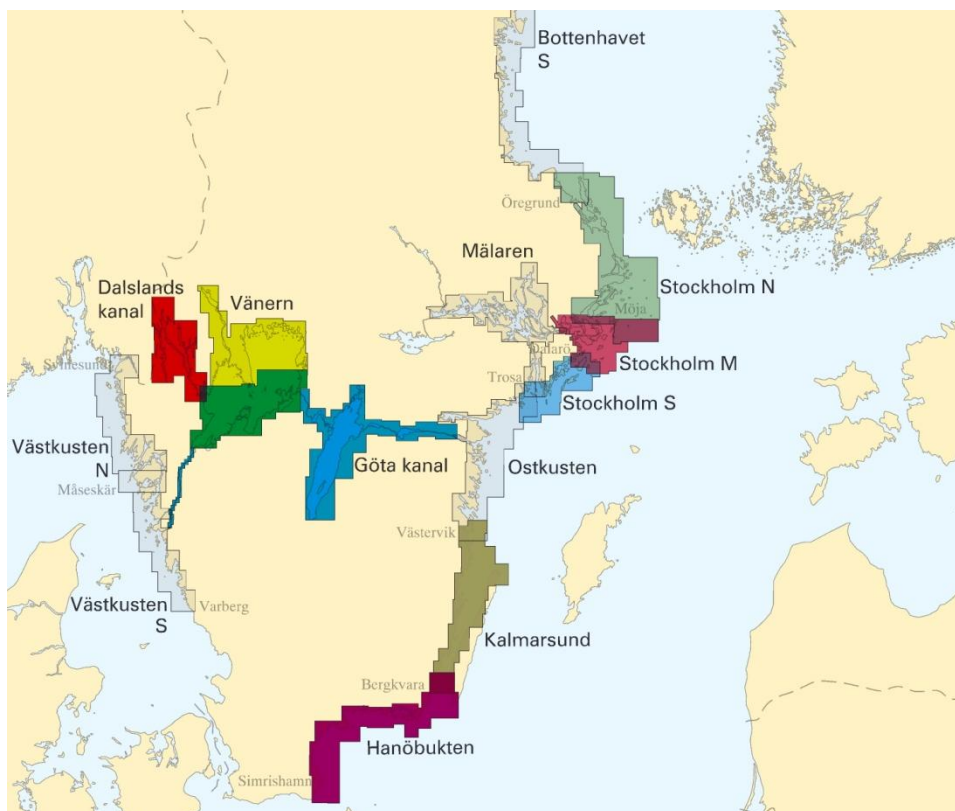 Bottenhavet
S
Öregrund
Mälaren
Dalslands
kanal
Vänern
Stockholm N
Möja
Svinesund
Dalarö
Stockholm M
Trosa
Stockholm S
Västkusten
N
Göta kanal
Ostkusten
Måseskär
Västervik
Västkusten
S
Varberg
Kalmarsund
Bergkvara
Hanöbukten
Simrishamn